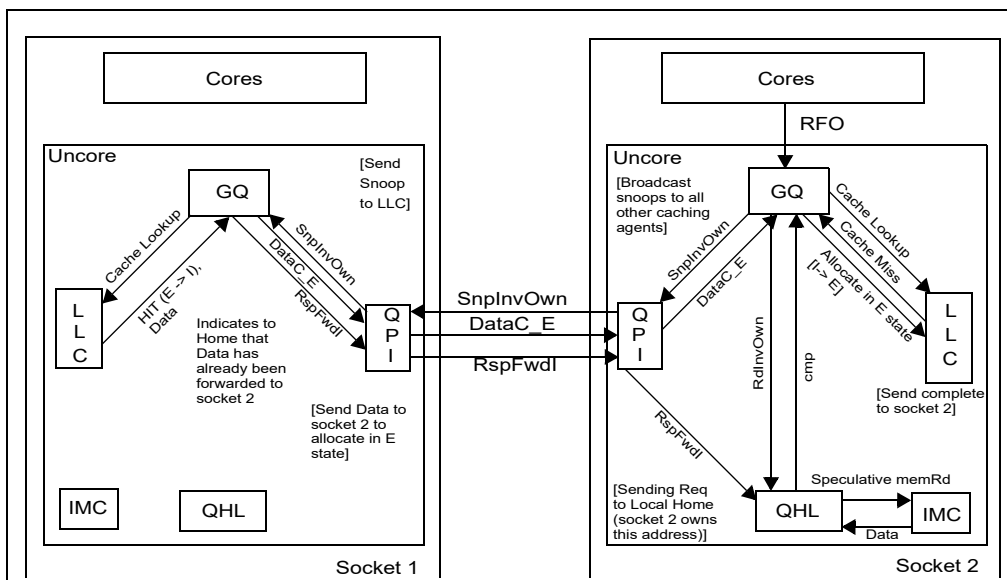 Cores
Uncore
GQ
[Send
Snoop
to LLC]
Cache Lookup
HIT (E -> I),
Data
SnpInvOwn
DataC_E
RspFwdI
L
L
C
Q
P
I
Indicates to
Home that
Data has
already been
forwarded to
socket 2
[Send Data to
socket 2 to
allocate in E
state]
IMC
QHL
Socket 1
SnpInvOwn
DataC_E
RspFwdI
Cores
RFO
Uncore
GQ
[Broadcast
snoops to all
other caching
agents]
SnpInvOwn
DataC_E
Cache Lookup
Cache Miss
Allocate in E state
[I-> E]
Q
P
I
RdInvOwn
cmp
L
L
C
[Send complete
to socket 2]
RspFwdI
[Sending Req
to Local Home
(socket 2 owns
this address)]
QHL
Speculative memRd
Data
IMC
Socket 2